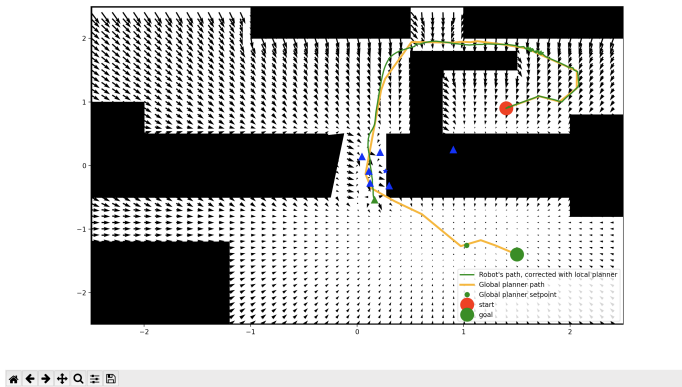 2
1
0
−1
−2
−2
−1
0
1
2
Robot's path, corrected with local planner
Global planner path
Global planner setpoint
start
goal